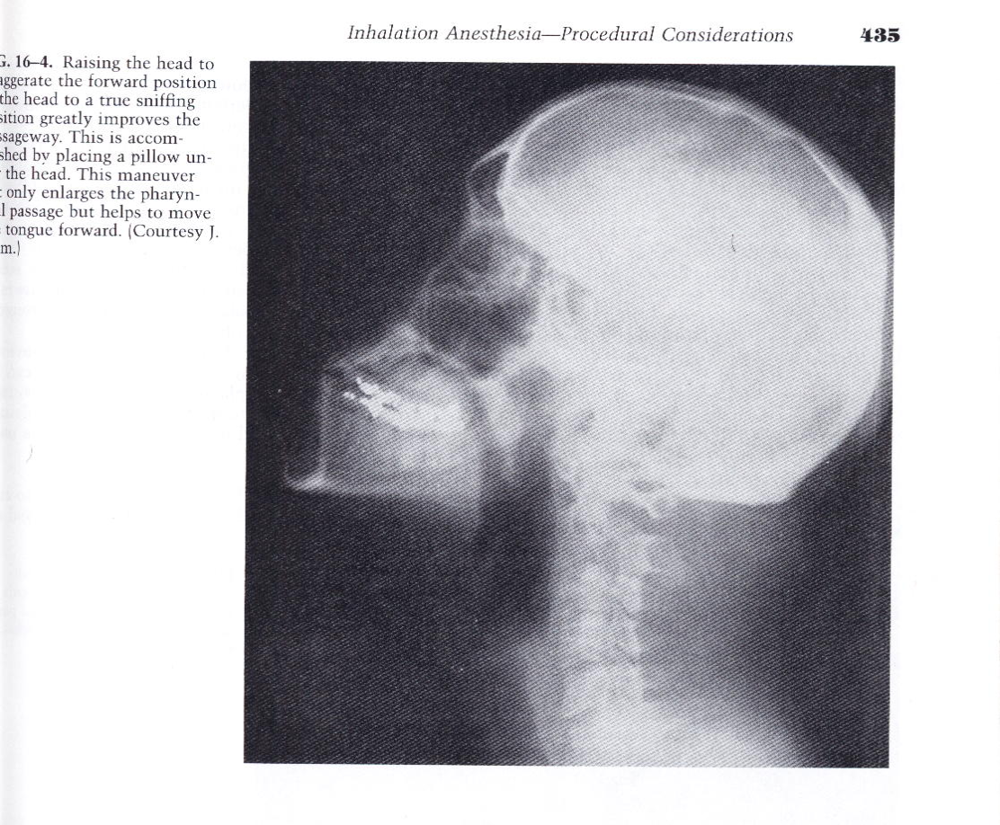 Inhalation Anesthesia—Procedural Considerations 435
G. 16–4. Raising the head to
aggerate the forward position
the head to a true sniffing
sition greatly improves the
ssageway. This is accom-
shed by placing a pillow un-
the head. This maneuver
only enlarges the pharyn-
l passage but helps to move
tongue forward. (Courtesy J.
m.)